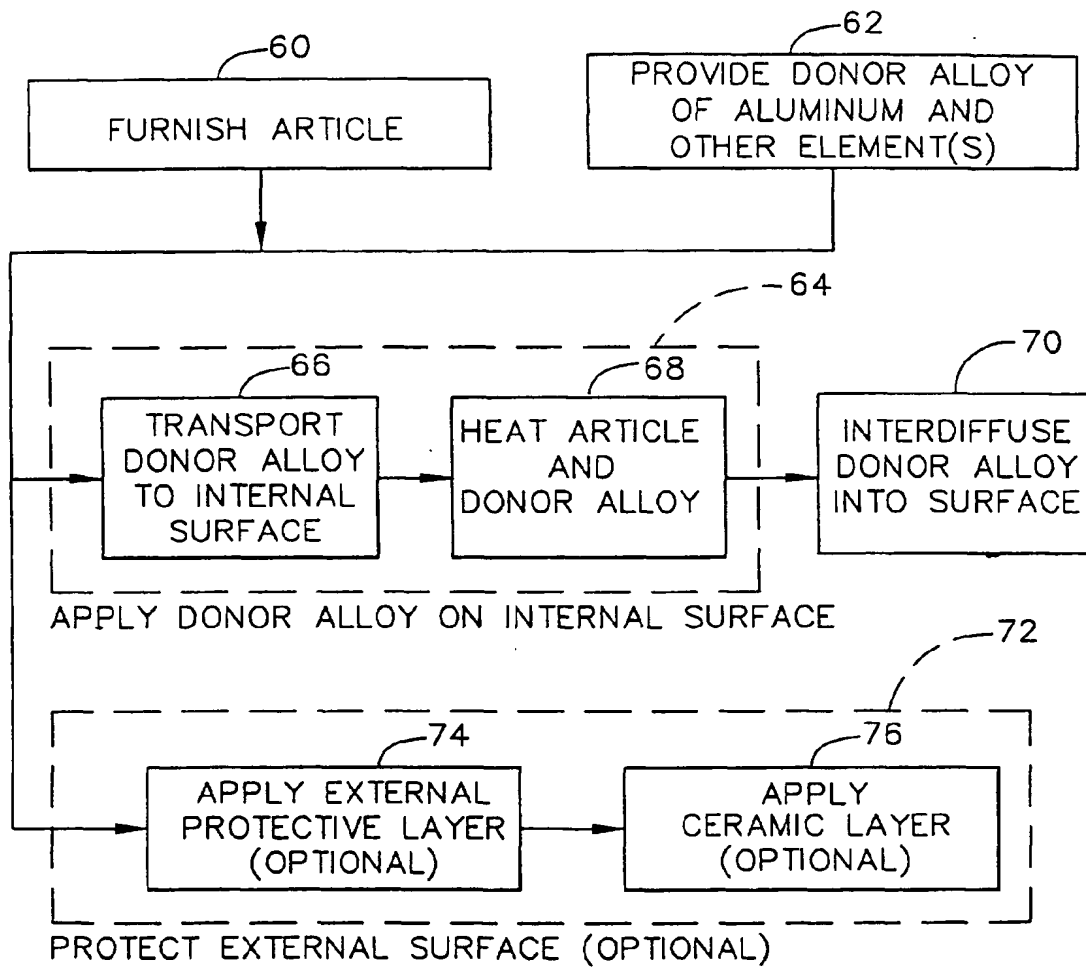 60
62
FURNISH ARTICLE
PROVIDE DONOR ALLOY
OF ALUMINUM AND
OTHER ELEMENT(S)
64
66
68
70
TRANSPORT
DONOR ALLOY
TO INTERNAL
SURFACE
HEAT ARTICLE
AND
DONOR ALLOY
INTERDIFFUSE
DONOR ALLOY
INTO SURFACE
APPLY DONOR ALLOY ON INTERNAL SURFACE
72
74
76
APPLY EXTERNAL
PROTECTIVE LAYER
(OPTIONAL)
APPLY
CERAMIC LAYER
(OPTIONAL)
PROTECT EXTERNAL SURFACE (OPTIONAL)